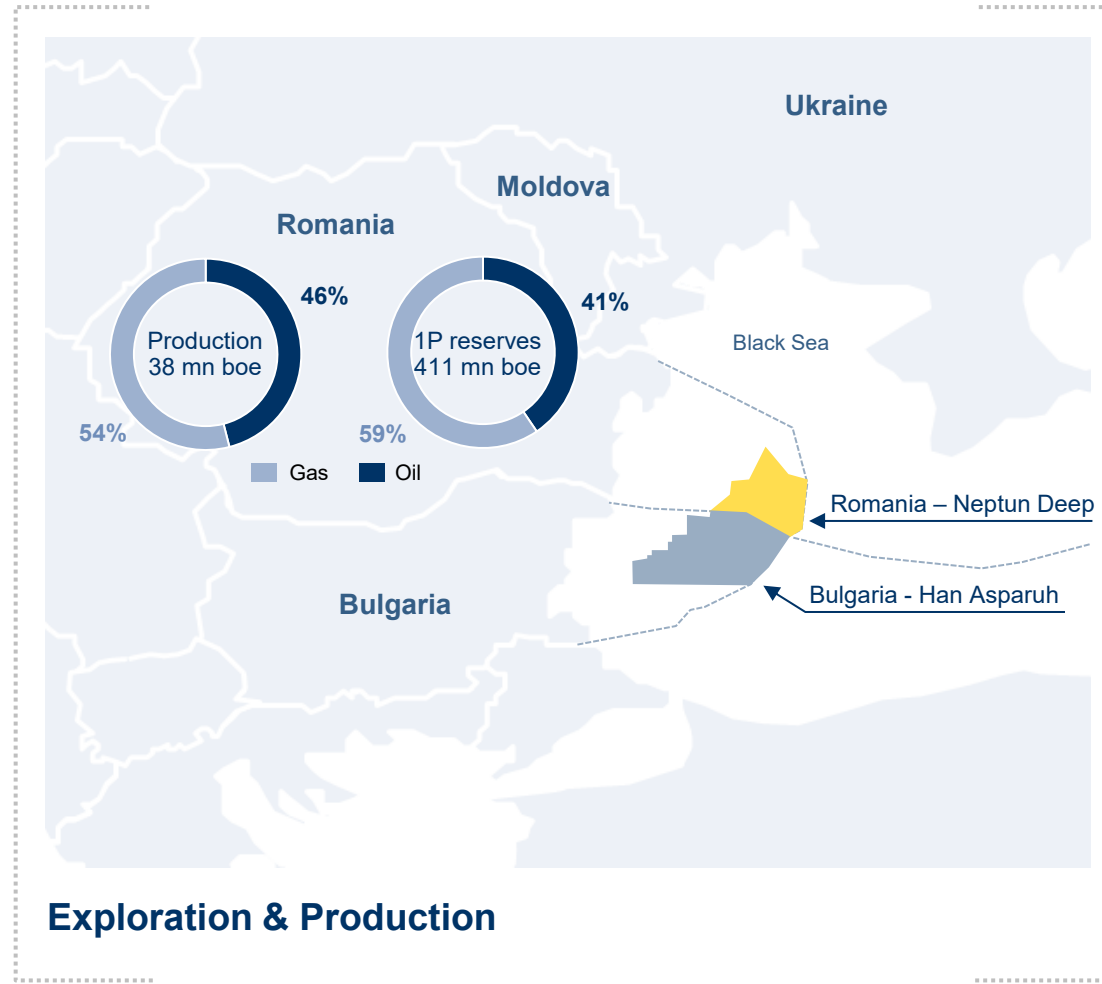 Ukraine
Moldova
Romania
46%
41%
Production
38 mn boe
1P reserves
411 mn boe
Black Sea
54%
59%
Gas
Oil
Romania – Neptun Deep
Bulgaria
Bulgaria - Han Asparuh
Exploration & Production